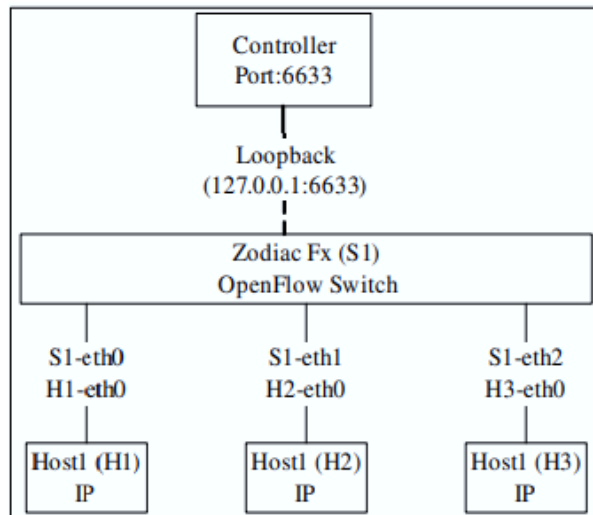 Controller
Port:6633
Loopback
(127.0.0.1:6633)
Zodiac Fx (S1)
OpenFlow Switch
S1-eth0
H1-eth0
S1-eth1
H2-eth0
S1-eth2
H3-eth0
Host1 (H1)
IP
Host1 (H2)
IP
Host1 (H3)
IP